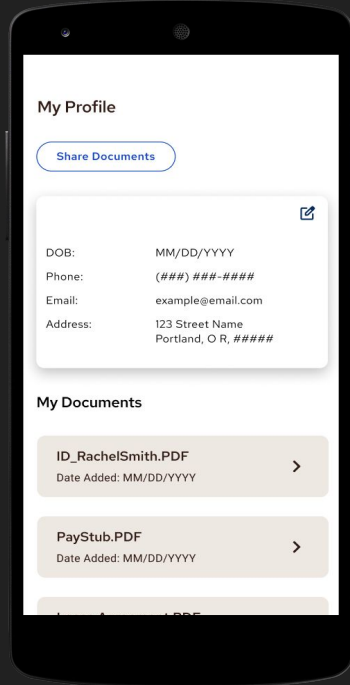 My Profile
Share Documents
DOB: MM/DD/YYYY
Phone: (###) ###-####
Email: example@email.com
Address: 123 Street Name
Portland, O R, #####
My Documents
ID_RachelSmith.PDF
Date Added: MM/DD/YYYY
PayStub.PDF
Date Added: MM/DD/YYYY